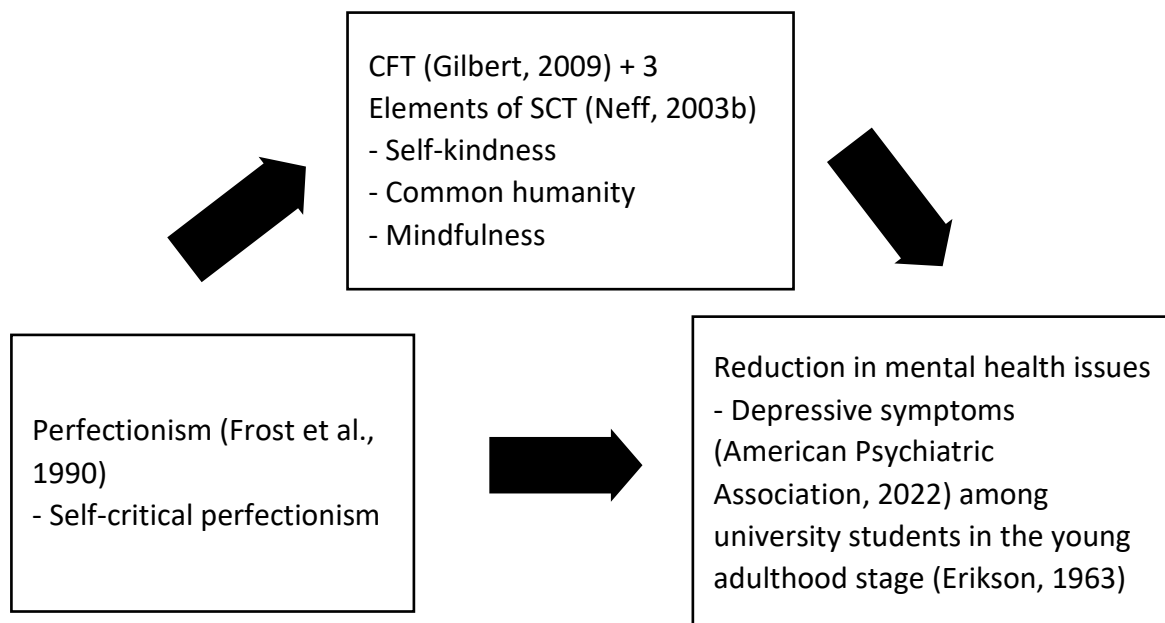 CFT (Gilbert, 2009) + 3
Elements of SCT (Neff, 2003b)
- Self-kindness
- Common humanity
- Mindfulness
Perfectionism (Frost et al.,
1990)
- Self-critical perfectionism
Reduction in mental health issues
- Depressive symptoms
(American Psychiatric
Association, 2022) among
university students in the young
adulthood stage (Erikson, 1963)